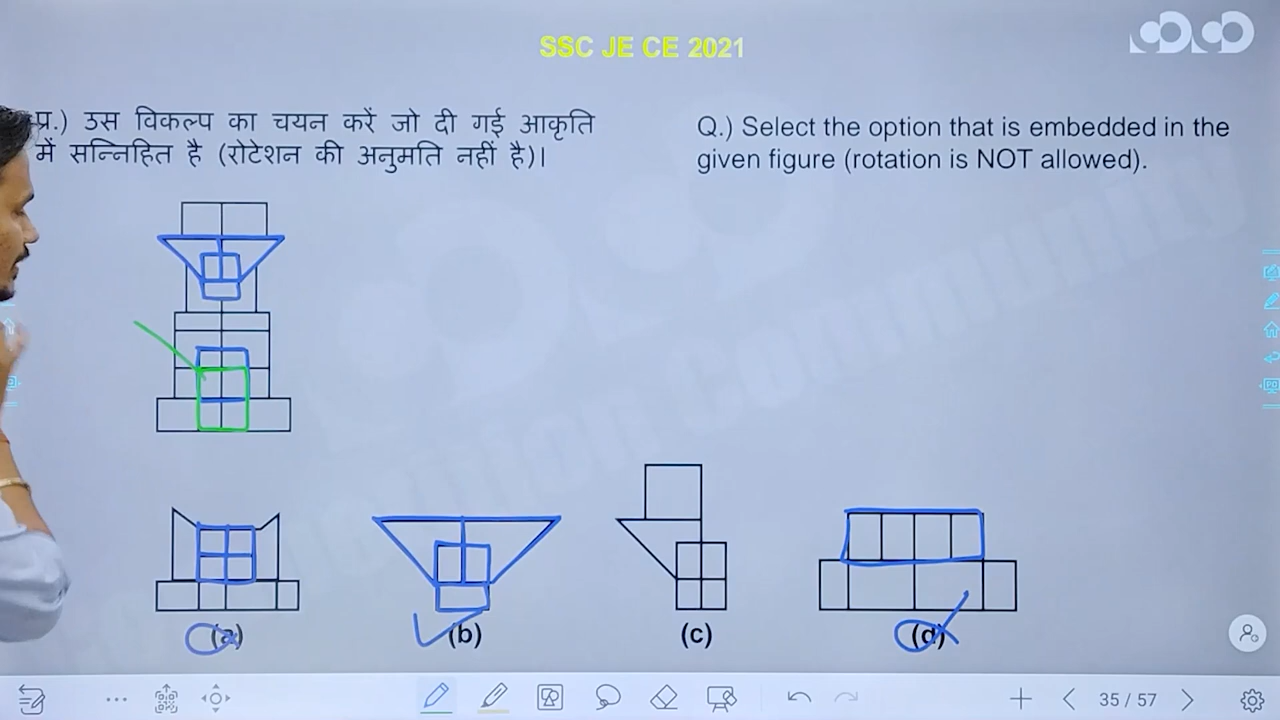 SSC JE CE 2021
प्र.) उस विकल्प का चयन करें जो दी गई आकृति
में सन्निहित है (रोटेशन की अनुमति नहीं है)।
Q.) Select the option that is embedded in the
given figure (rotation is NOT allowed).
(a)
(b)
(c)
(d)
35 / 57